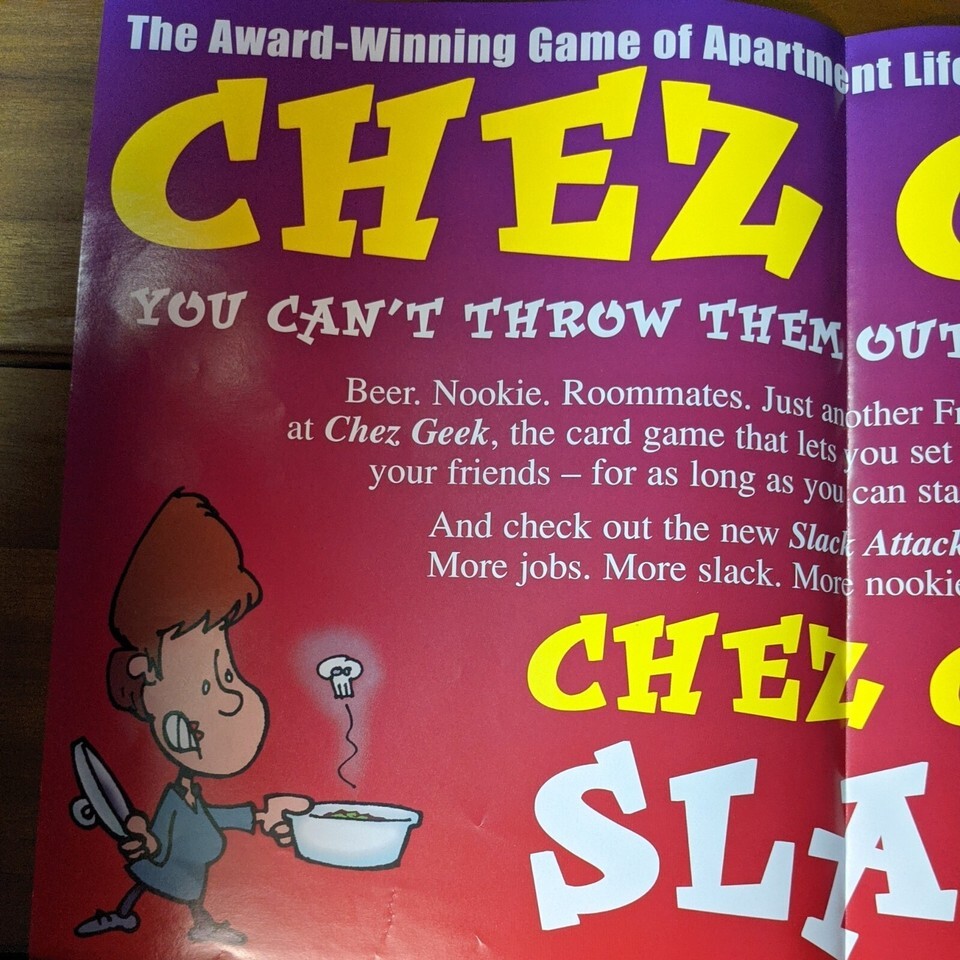 The Award-Winning Game of Apartment Life
CHEZ
YOU CAN'T THROW THEM OUT
Beer. Nookie. Roommates. Just another Fr
at Chez Geek, the card game that lets you set
your friends – for as long as you can sta
And check out the new Slack Attack
More jobs. More slack. More nookie
CHEZ
SLA